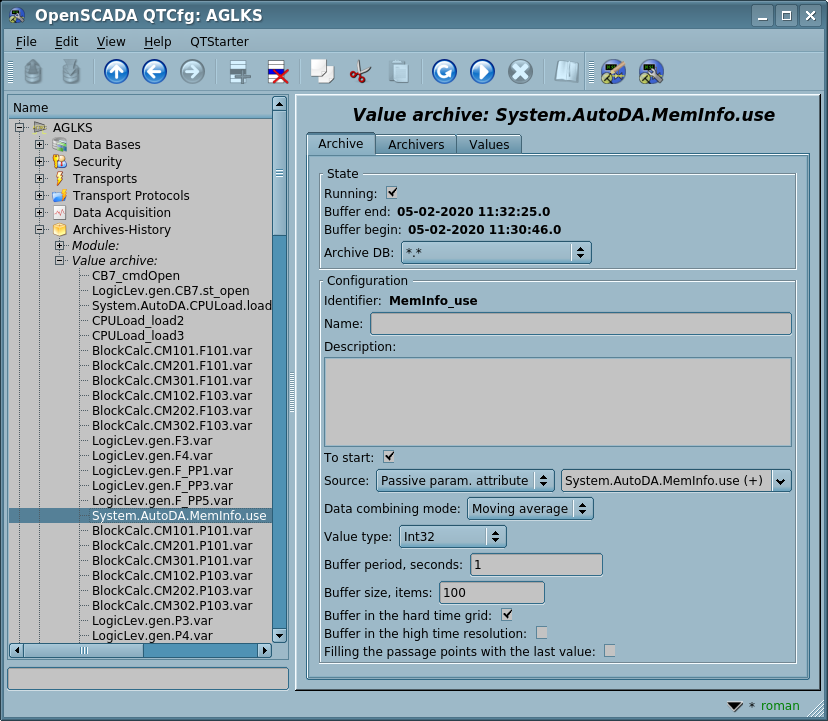 OpenSCADA QTCfg: AGLKS
File Edit View Help QTStarter
Name
AGLKS
Data Bases
Security
Transports
Transport Protocols
Data Acquisition
Archives-History
Module:
Value archive:
CB7_cmdOpen
LogicLev.gen.CB7.st_open
System.AutoDA.CPULoad.load
CPULoad_load2
CPULoad_load3
BlockCalc.CM101.F101.var
BlockCalc.CM201.F101.var
BlockCalc.CM301.F101.var
BlockCalc.CM102.F103.var
BlockCalc.CM202.F103.var
BlockCalc.CM302.F103.var
LogicLev.gen.F3.var
LogicLev.gen.F4.var
LogicLev.gen.F_PP1.var
LogicLev.gen.F_PP3.var
LogicLev.gen.F_PP5.var
System.AutoDA.MemInfo.use
BlockCalc.CM101.P101.var
BlockCalc.CM201.P101.var
BlockCalc.CM301.P101.var
BlockCalc.CM102.P103.var
BlockCalc.CM202.P103.var
BlockCalc.CM302.P103.var
LogicLev.gen.P3.var
LogicLev.gen.P4.var
Value archive: System.AutoDA.MemInfo.use
Archive Archivers Values
State
Running:
Buffer end: 05-02-2020 11:32:25.0
Buffer begin: 05-02-2020 11:30:46.0
Archive DB: *.*
Configuration
Identifier: MemInfo_use
Name:
Description:
To start:
Source: Passive param. attribute System.AutoDA.MemInfo.use (+)
Data combining mode: Moving average
Value type: Int32
Buffer period, seconds: 1
Buffer size, items: 100
Buffer in the hard time grid:
Buffer in the high time resolution:
Filling the passage points with the last value:
* roman